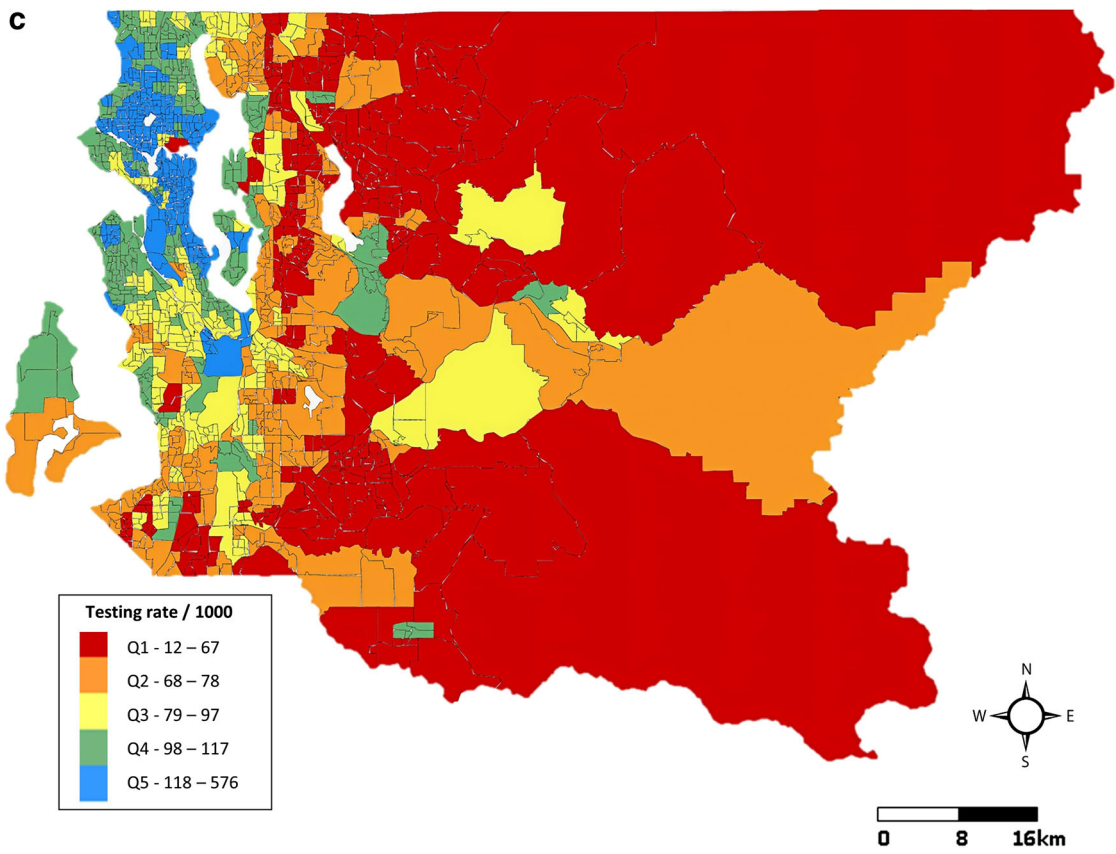 c
Testing rate / 1000
Q1 - 12 – 67
Q2 - 68 – 78
Q3 - 79 – 97
Q4 - 98 – 117
Q5 - 118 – 576
N
W E
S
0 8 16km